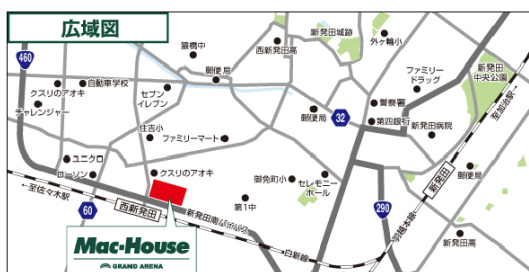 広域図
460
猿橋中
西新発田高
新発田城跡
外ヶ輪小
新発田
中央公園
至加治駅→
クスリのアオキ
自動車学校
郵便局
セブン
イレブン
チャレンジャー
ファミリー
ドラッグ
32
警察署
郵便局
第四銀行
新発田病院
住吉小
ファミリーマート
ユニクロ
ローソン
クスリのアオキ
御免町小
セレモニー
ホール
新発田
郵便局
←至佐々木駅
60
西新発田
新発田南バイパス
第1中
290
羽越本線
白新線
新発田高
Mac-House
GRAND ARENA